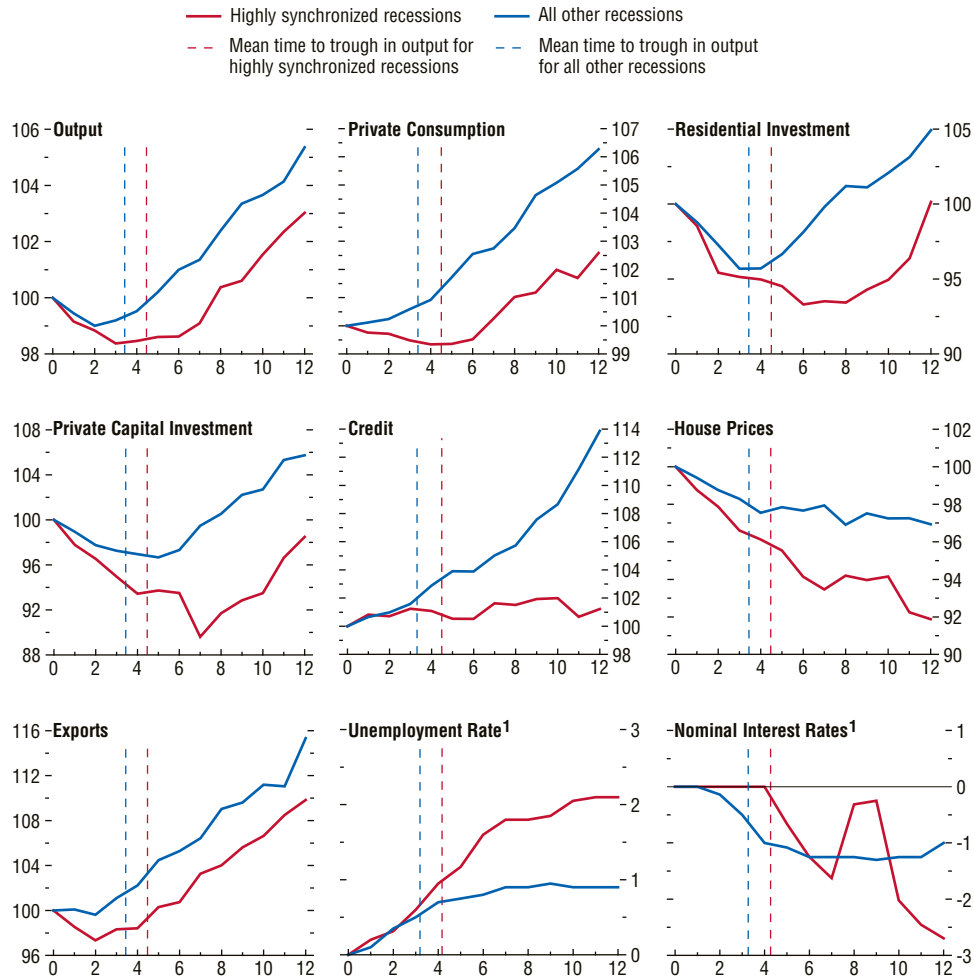 Highly synchronized recessions
All other recessions
Mean time to trough in output for
highly synchronized recessions
Mean time to trough in output
for all other recessions
Output
106
104
102
100
98
0 2 4 6 8 10 12
Private Consumption
107
106
105
104
103
102
101
100
99
0 2 4 6 8 10 12
Residential Investment
105
100
95
90
0 2 4 6 8 10 12
Private Capital Investment
108
104
100
96
92
88
0 2 4 6 8 10 12
Credit
114
112
110
108
106
104
102
100
98
0 2 4 6 8 10 12
House Prices
102
100
98
96
94
92
90
0 2 4 6 8 10 12
Exports
116
112
108
104
100
96
0 2 4 6 8 10 12
Unemployment Rate1
3
2
1
0
0 2 4 6 8 10 12
Nominal Interest Rates1
1
0
-1
-2
-3
0 2 4 6 8 10 12